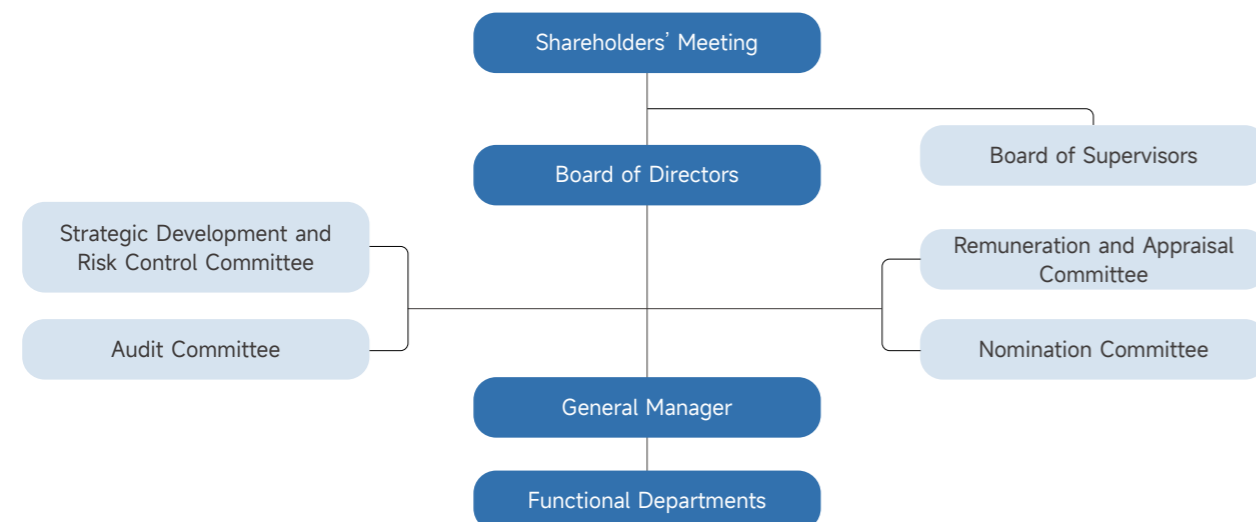 Shareholders’ Meeting
Board of Directors
Board of Supervisors
Strategic Development and
Risk Control Committee
Remuneration and Appraisal
Committee
Audit Committee
Nomination Committee
General Manager
Functional Departments